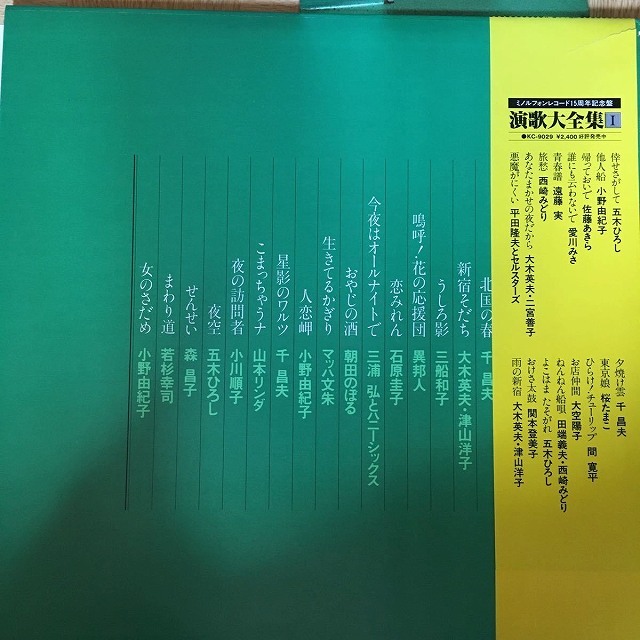 ミノルフォンレコード15周年記念盤
演歌大全集 I
●KC-9029 ¥2,400 好評発売中
倖せさがして 五木ひろし
他人船 小野由紀子
帰っておいで 佐藤あきら
誰にも云わないで 愛川みさ
青春譜 遠藤 実
旅愁 西崎みどり
あなたまかせの夜だから 大木英夫・二宮善子
悪魔がにくい 平田隆夫とセルスターズ
夕焼け雲 千 昌夫
東京娘 桜たまこ
ひらけ!チューリップ 間 寛平
お店仲間 大空陽子
ねんねん船唄 田端義夫・西崎みどり
よこはま たそがれ 五木ひろし
おけさ太鼓 関本登美子
雨の新宿 大木英夫・津山洋子
北国の春 千 昌夫
新宿そだち 大木英夫・津山洋子
うしろ影 三船和子
嗚呼!花の応援団 異邦人
恋みれん 石原圭子
今夜はオールナイトで 三浦 弘とハニーシックス
おやじの酒 朝田のぼる
生きてるかぎり マッハ文朱
人恋岬 小野由紀子
星影のワルツ 千 昌夫
こまっちゃうナ 山本リンダ
夜の訪問者 小川順子
夜空 五木ひろし
せんせい 森 昌子
まわり道 若杉幸司
女のさだめ 小野由紀子